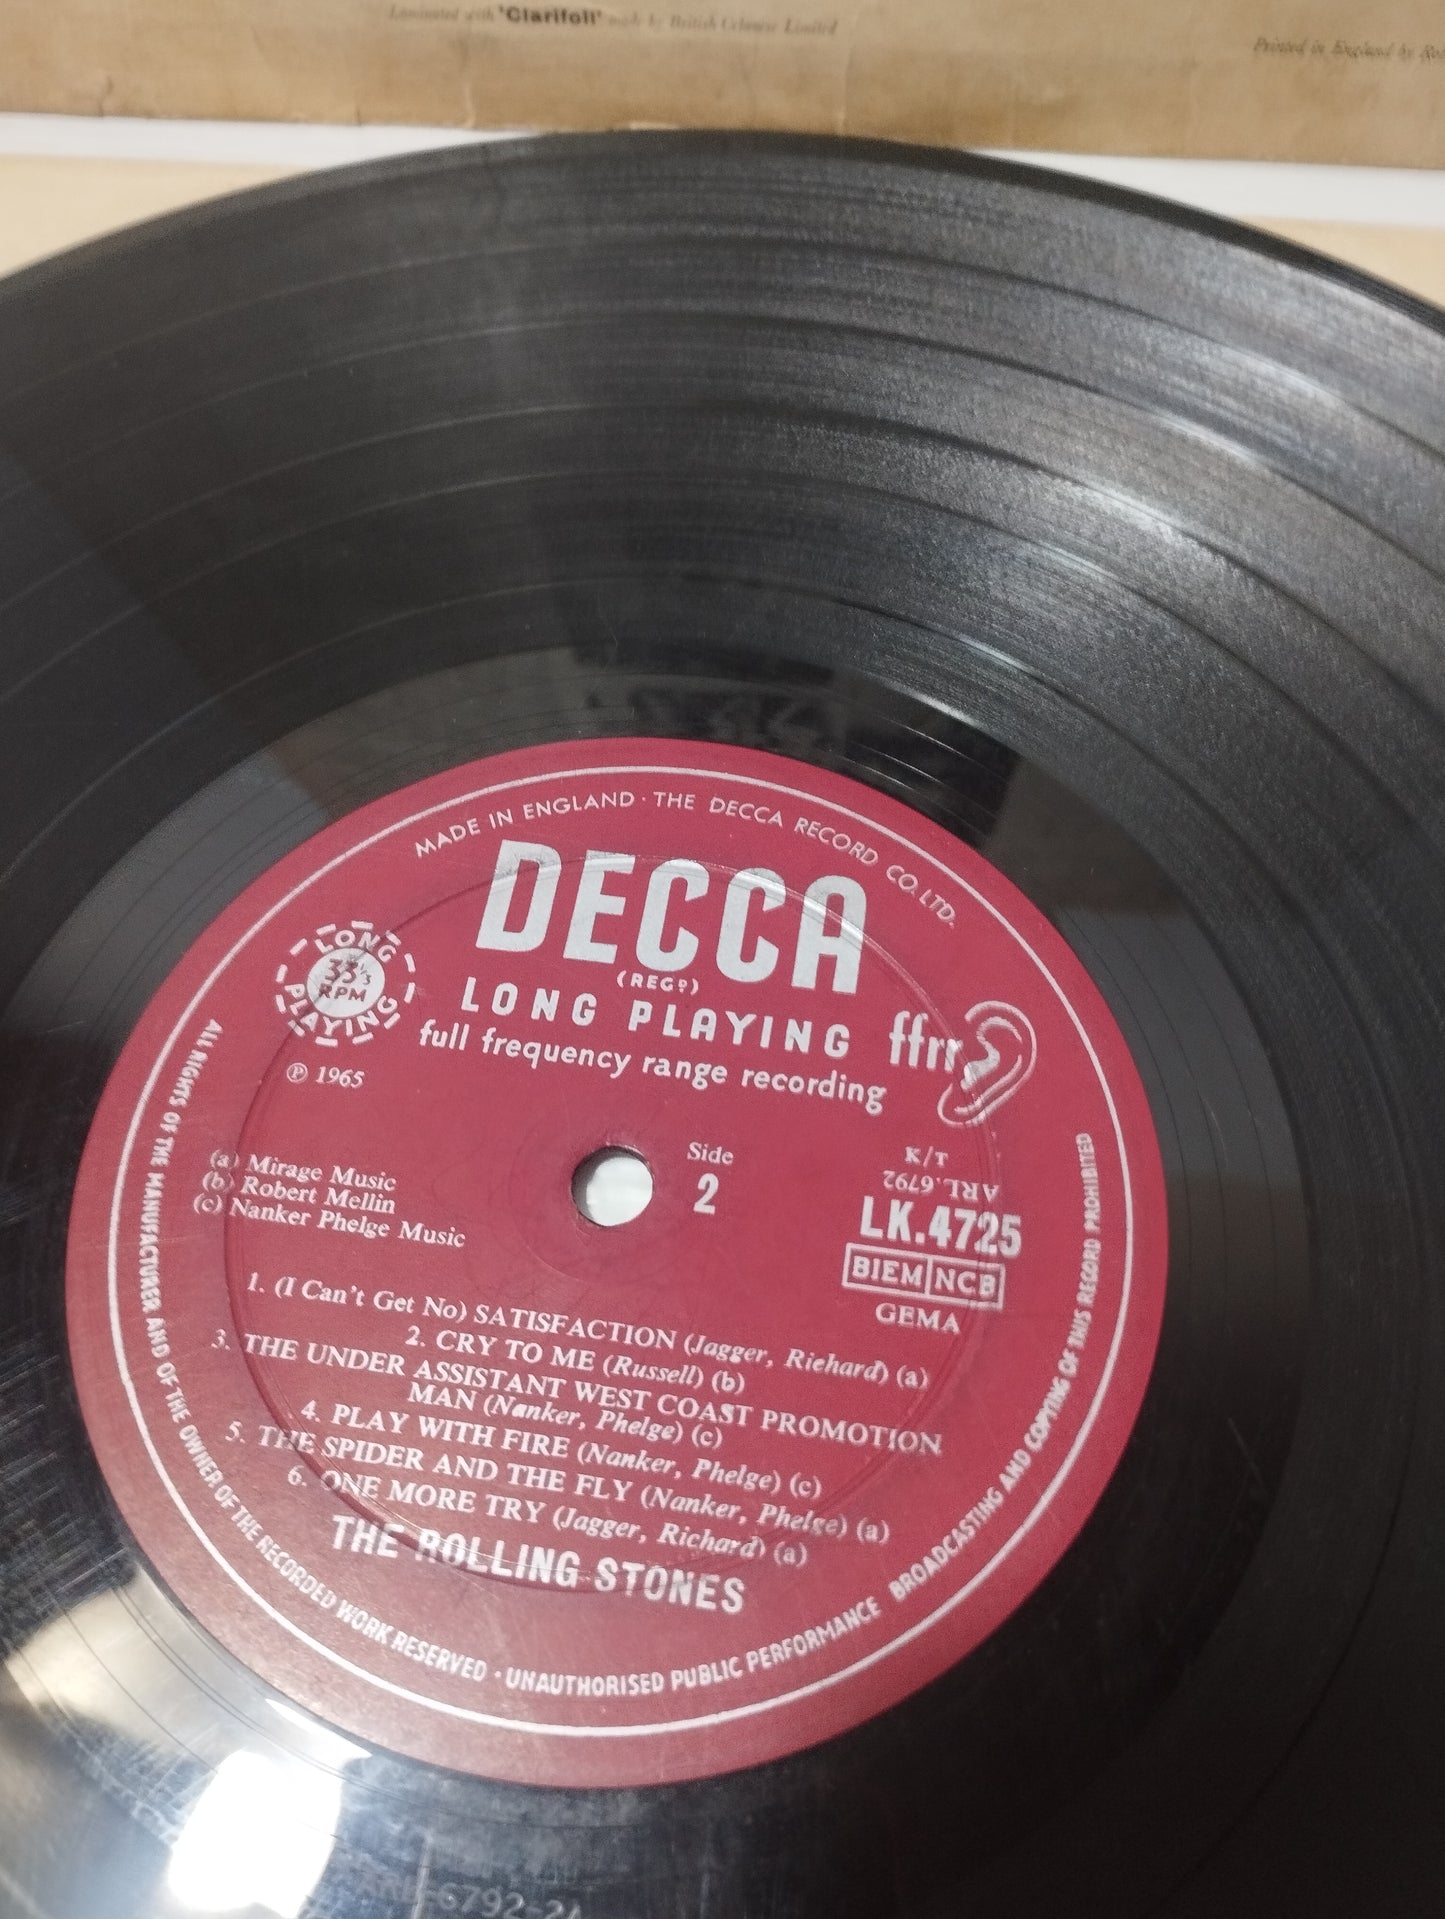 Laminated with 'Clarifoil' made by British Celanese Limited
Printed in England by
MADE IN ENGLAND · THE DECCA RECORD CO. LTD.
DECCA
(REGD)
LONG PLAYING
ffrr
full frequency range recording
LONG
33⅓
RPM
PLAYING
℗ 1965
(a) Mirage Music
(b) Robert Mellin
(c) Nanker Phelge Music
Side
2
K/T
ARL.6792
LK.4725
BIEM NCB
GEMA
1. (I Can't Get No) SATISFACTION (Jagger, Richard) (a)
2. CRY TO ME (Russell) (b)
3. THE UNDER ASSISTANT WEST COAST PROMOTION
MAN (Nanker, Phelge) (c)
4. PLAY WITH FIRE (Nanker, Phelge) (c)
5. THE SPIDER AND THE FLY (Nanker, Phelge) (a)
6. ONE MORE TRY (Jagger, Richard) (a)
THE ROLLING STONES
ALL RIGHTS OF THE MANUFACTURER AND OF THE OWNER OF THE RECORDED WORK RESERVED · UNAUTHORISED PUBLIC PERFORMANCE BROADCASTING AND COPYING OF THIS RECORD PROHIBITED
ARL-6792-2A